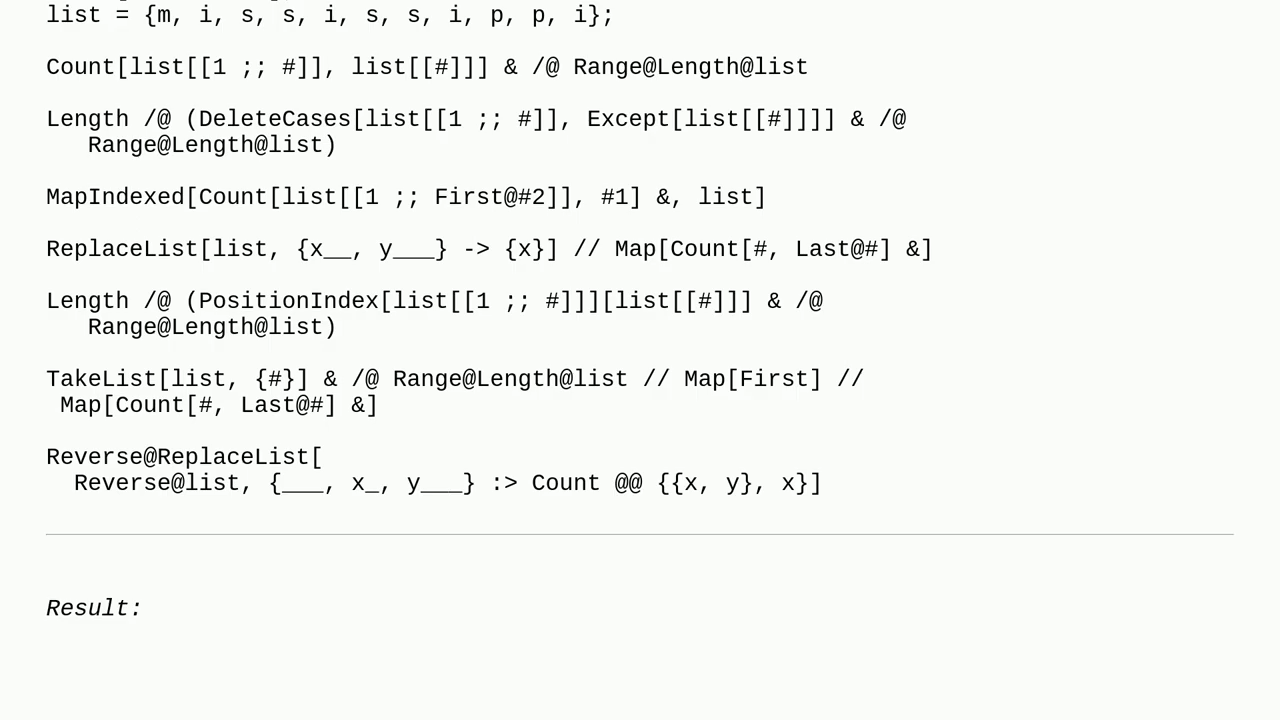 list = {m, i, s, s, i, s, s, i, p, p, i};
Count[list[[1 ;; #]], list[[#]]] & /@ Range@Length@list
Length /@ (DeleteCases[list[[1 ;; #]], Except[list[[#]]]] & /@
Range@Length@list)
MapIndexed[Count[list[[1 ;; First@#2]], #1] &, list]
ReplaceList[list, {x__, y___} -> {x}] // Map[Count[#, Last@#] &]
Length /@ (PositionIndex[list[[1 ;; #]]][list[[#]]] & /@
Range@Length@list)
TakeList[list, {#}] & /@ Range@Length@list // Map[First] //
Map[Count[#, Last@#] &]
Reverse@ReplaceList[
Reverse@list, {___, x_, y___} :> Count @@ {{x, y}, x}]
Result: